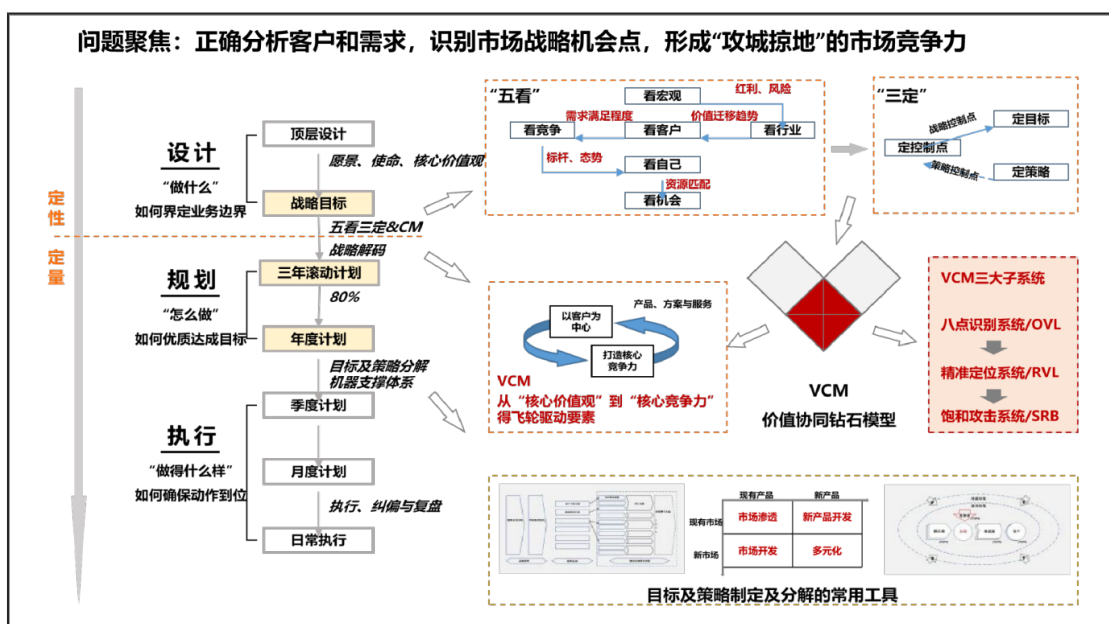 问题聚焦：正确分析客户和需求，识别市场战略机会点，形成“攻城掠地”的市场竞争力
定性
定量
设计
“做什么”
如何界定业务边界
规划
“怎么做”
如何优质达成目标
执行
“做得什么样”
如何确保动作到位
顶层设计
愿景、使命、核心价值观
战略目标
五看三定&CM
战略解码
三年滚动计划
80%
年度计划
目标及策略分解
机器支撑体系
季度计划
月度计划
执行、纠偏与复盘
日常执行
“五看”
看宏观
红利、风险
需求满足程度
价值迁移趋势
看竞争
看客户
看行业
标杆、态势
看自己
资源匹配
看机会
“三定”
战略控制点
定目标
定控制点
策略控制点
定策略
产品、方案与服务
以客户为
中心
打造核心
竞争力
VCM
从“核心价值观”到“核心竞争力”
得飞轮驱动要素
VCM
价值协同钻石模型
VCM三大子系统
八点识别系统/OVL
精准定位系统/RVL
饱和攻击系统/SRB
现有产品
新产品
现有市场
市场渗透
新产品开发
新市场
市场开发
多元化
目标及策略制定及分解的常用工具